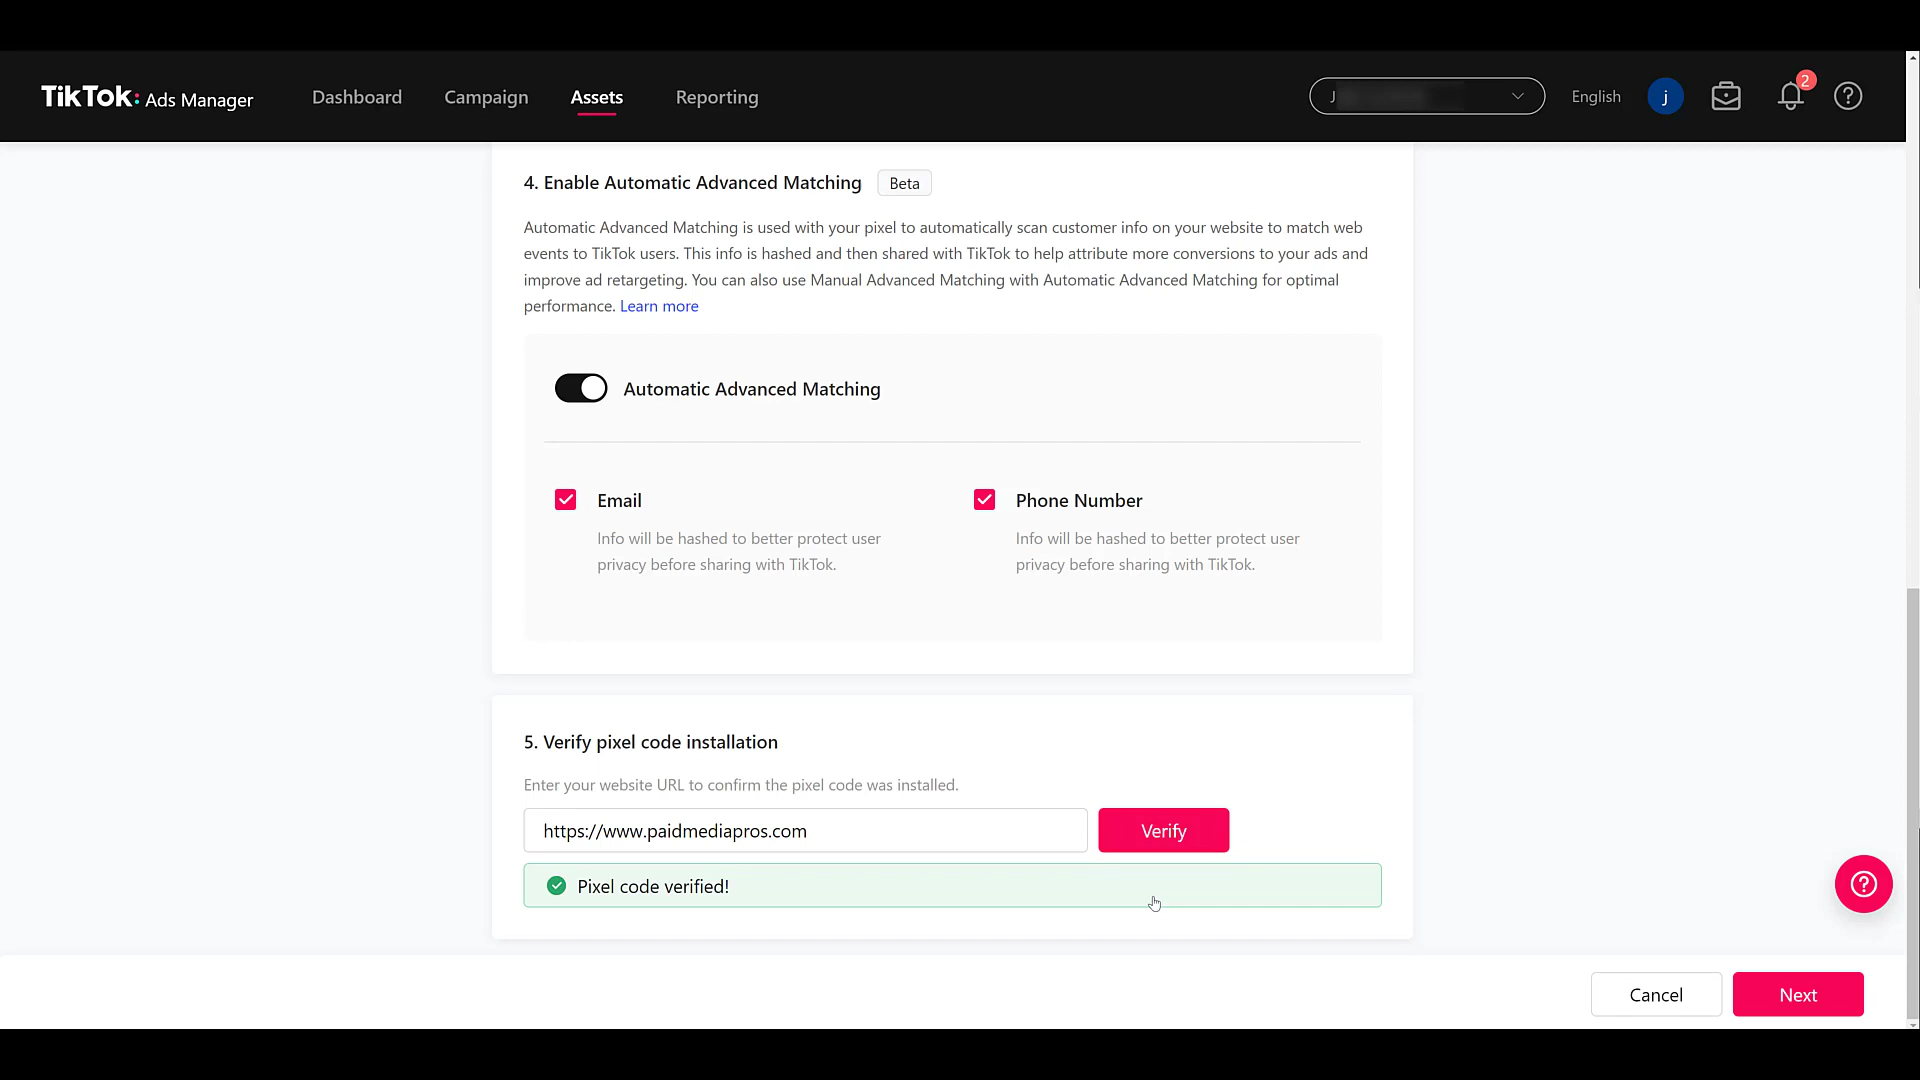 TikTok: Ads Manager Dashboard Campaign Assets Reporting J English j 2
4. Enable Automatic Advanced Matching Beta
Automatic Advanced Matching is used with your pixel to automatically scan customer info on your website to match web
events to TikTok users. This info is hashed and then shared with TikTok to help attribute more conversions to your ads and
improve ad retargeting. You can also use Manual Advanced Matching with Automatic Advanced Matching for optimal
performance. Learn more
Automatic Advanced Matching
Email Phone Number
Info will be hashed to better protect user Info will be hashed to better protect user
privacy before sharing with TikTok. privacy before sharing with TikTok.
5. Verify pixel code installation
Enter your website URL to confirm the pixel code was installed.
https://www.paidmediapros.com Verify
Pixel code verified!
Cancel Next